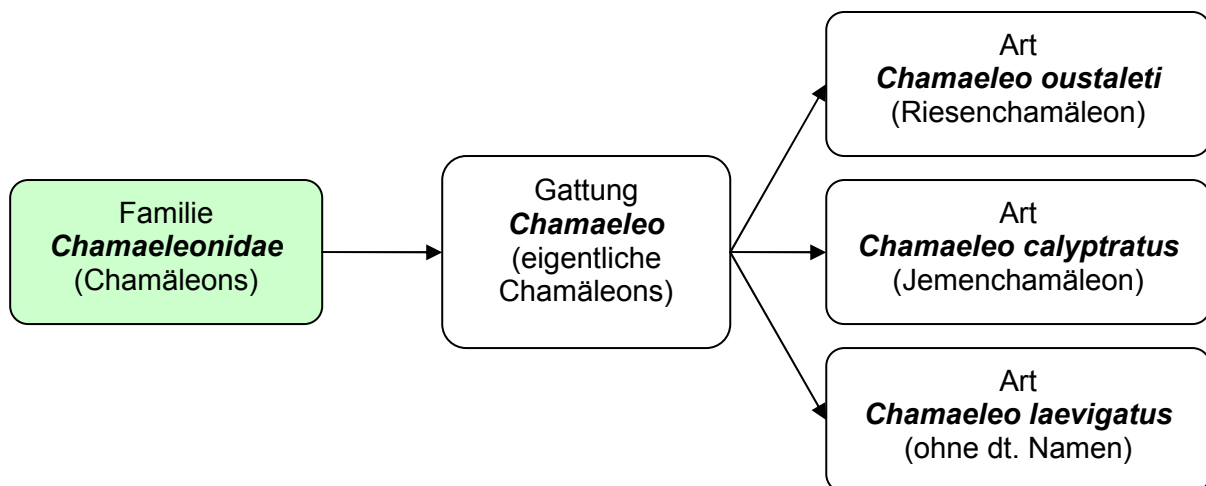 Familie
Chamaeleonidae
(Chamäleons)
Gattung
Chamaeleo
(eigentliche
Chamäleons)
Art
Chamaeleo oustaleti
(Riesenchamäleon)
Art
Chamaeleo calyptratus
(Jemenchamäleon)
Art
Chamaeleo laevigatus
(ohne dt. Namen)